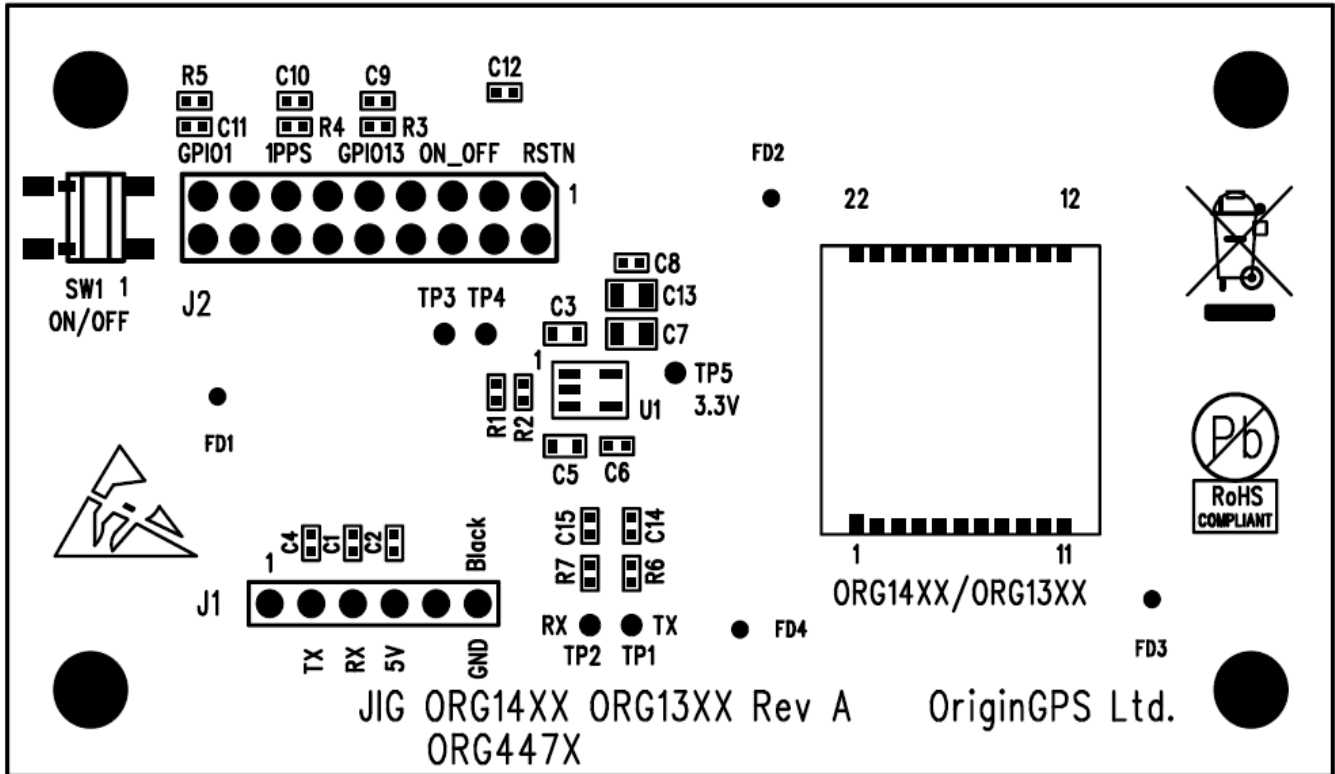 R5 C10 C9 C12
C11 R4 R3
GPIO1 1PPS GPIO13 ON_OFF RSTN
FD2
1
22 12
SW1 1
ON/OFF
J2
TP3 TP4
C8
C13
C3
C7
1
TP5
3.3V
R1 R2
U1
FD1
C5 C6
Pb
RoHS
COMPLIANT
C15 C14
1 C4 C1 C2 Black
R7 R6
1 11
ORG14XX/ORG13XX
J1
RX TX
TP2 TP1
FD4
FD3
TX RX 5V GND
JIG ORG14XX ORG13XX Rev A OriginGPS Ltd.
ORG447X